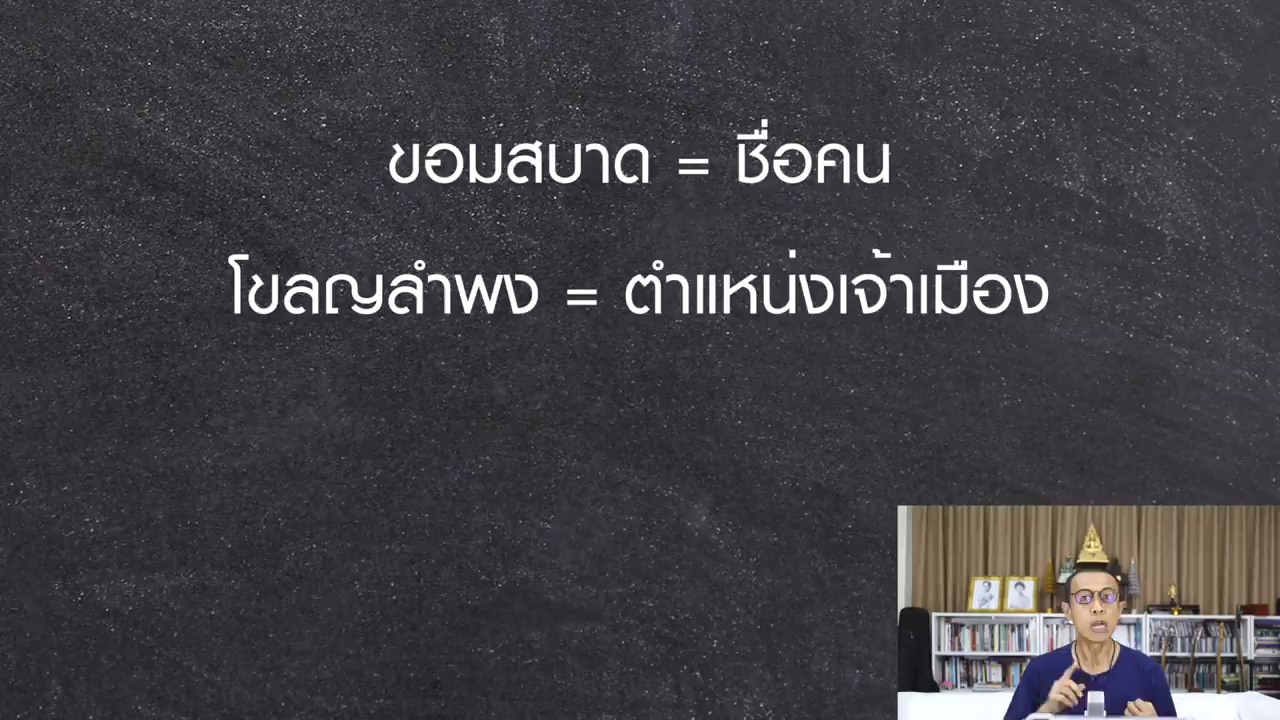 ขอมสบาด = ชื่อคน
โขลญลำพง = ตำแหน่งเจ้าเมือง